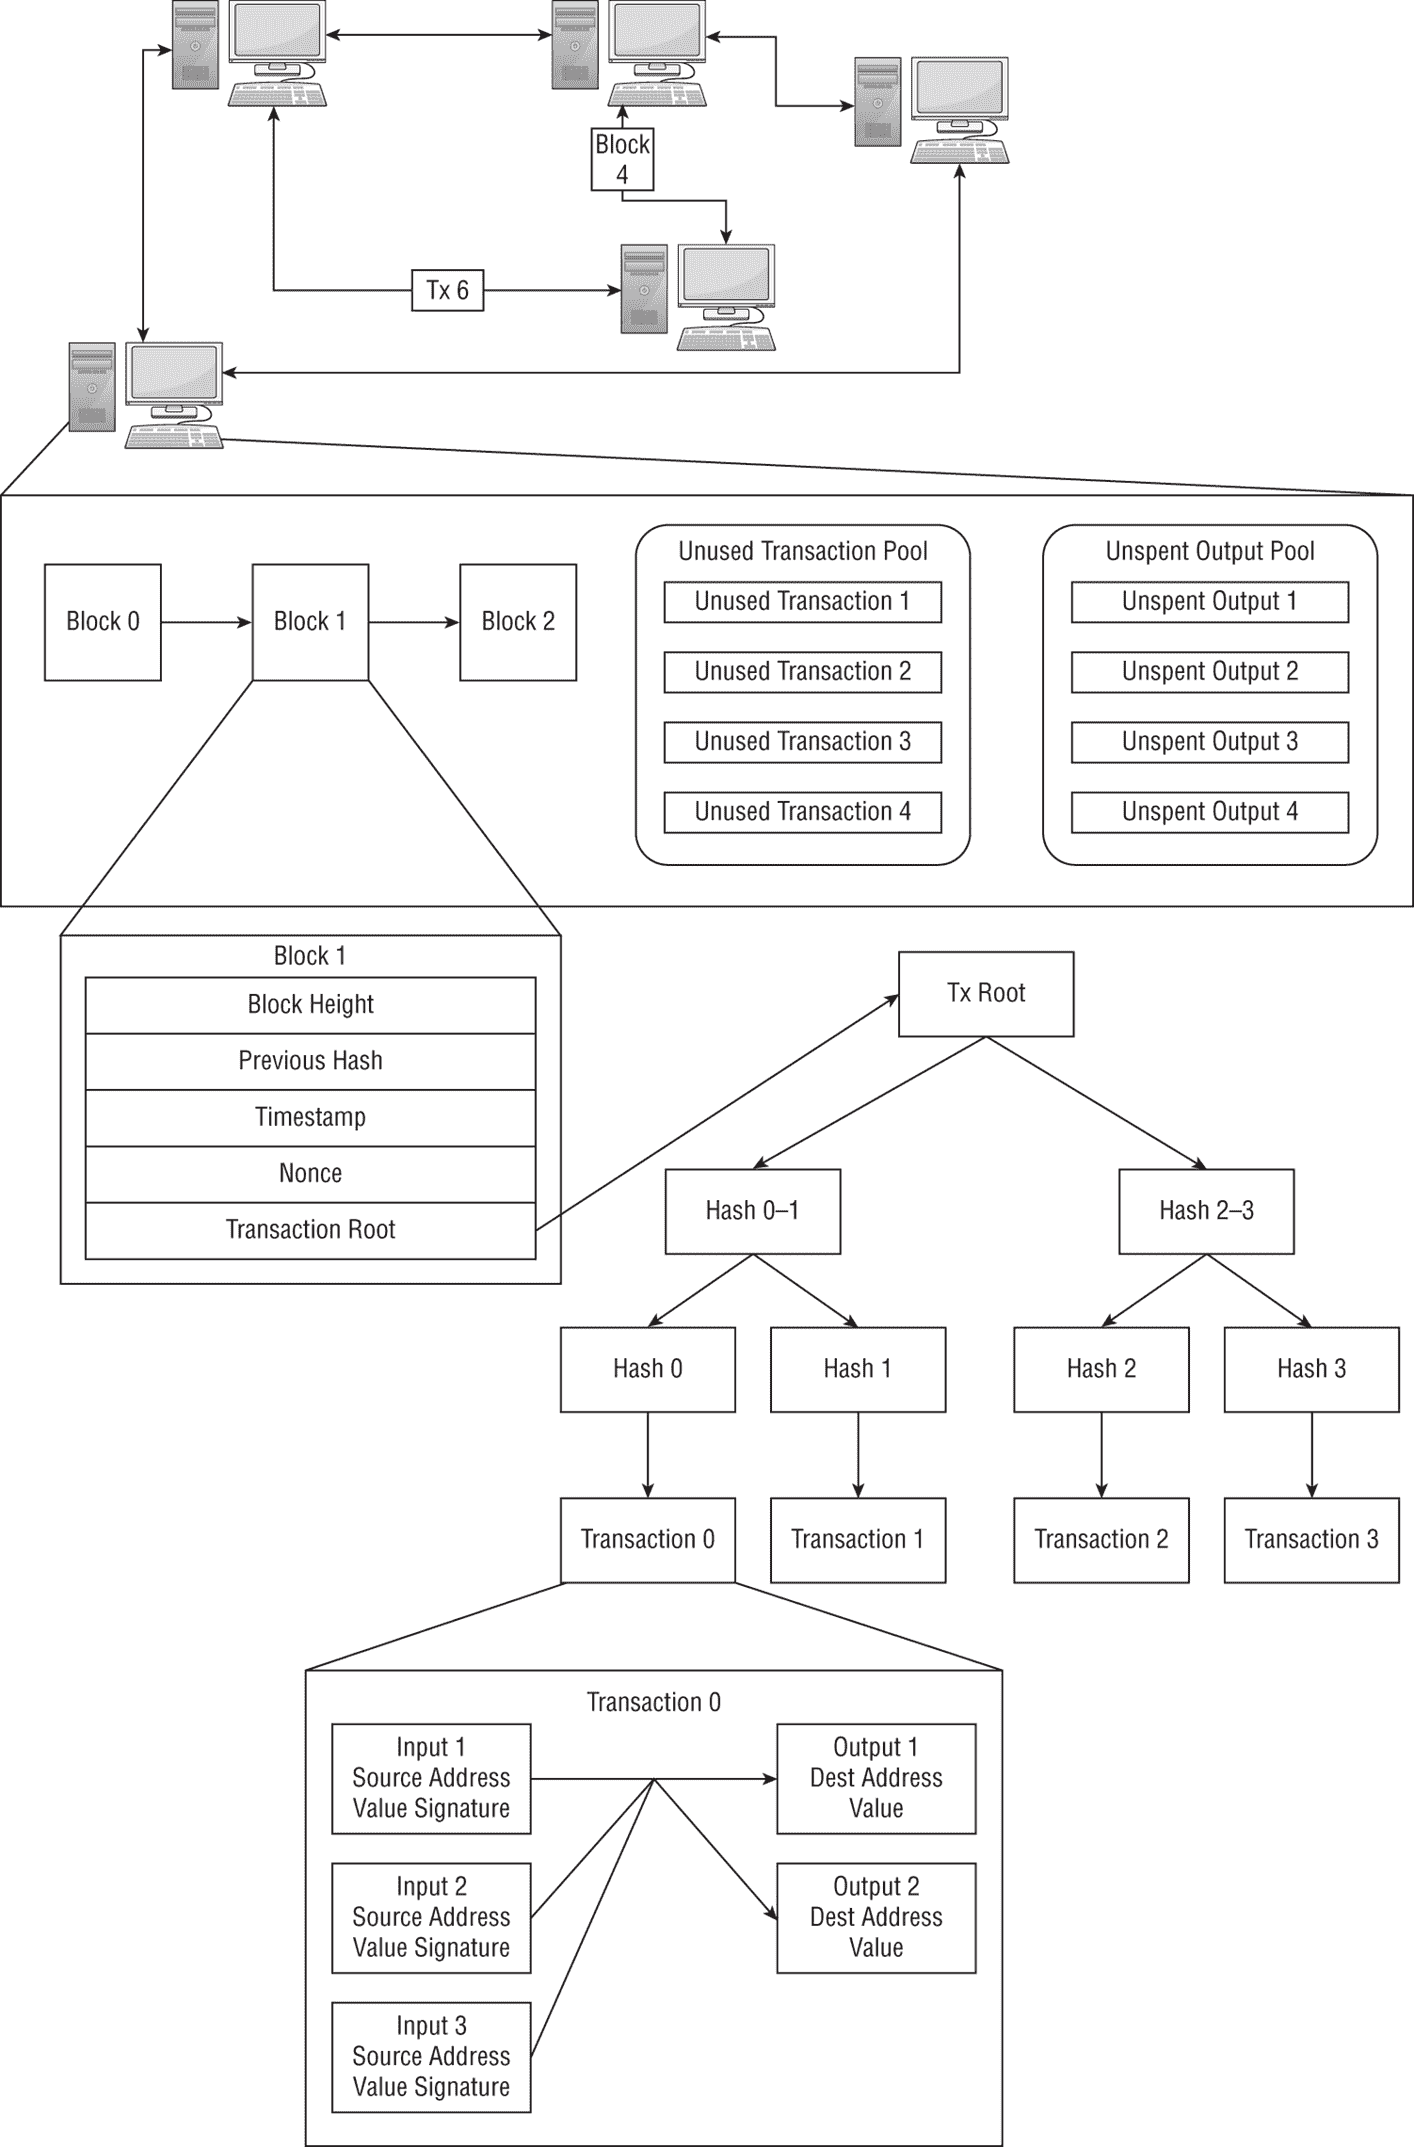 Block
4
Tx 6
Block 0
Block 1
Block 2
Unused Transaction Pool
Unused Transaction 1
Unused Transaction 2
Unused Transaction 3
Unused Transaction 4
Unspent Output Pool
Unspent Output 1
Unspent Output 2
Unspent Output 3
Unspent Output 4
Block 1
Block Height
Previous Hash
Timestamp
Nonce
Transaction Root
Tx Root
Hash 0–1
Hash 2–3
Hash 0
Hash 1
Hash 2
Hash 3
Transaction 0
Transaction 1
Transaction 2
Transaction 3
Transaction 0
Input 1
Source Address
Value Signature
Output 1
Dest Address
Value
Input 2
Source Address
Value Signature
Output 2
Dest Address
Value
Input 3
Source Address
Value Signature